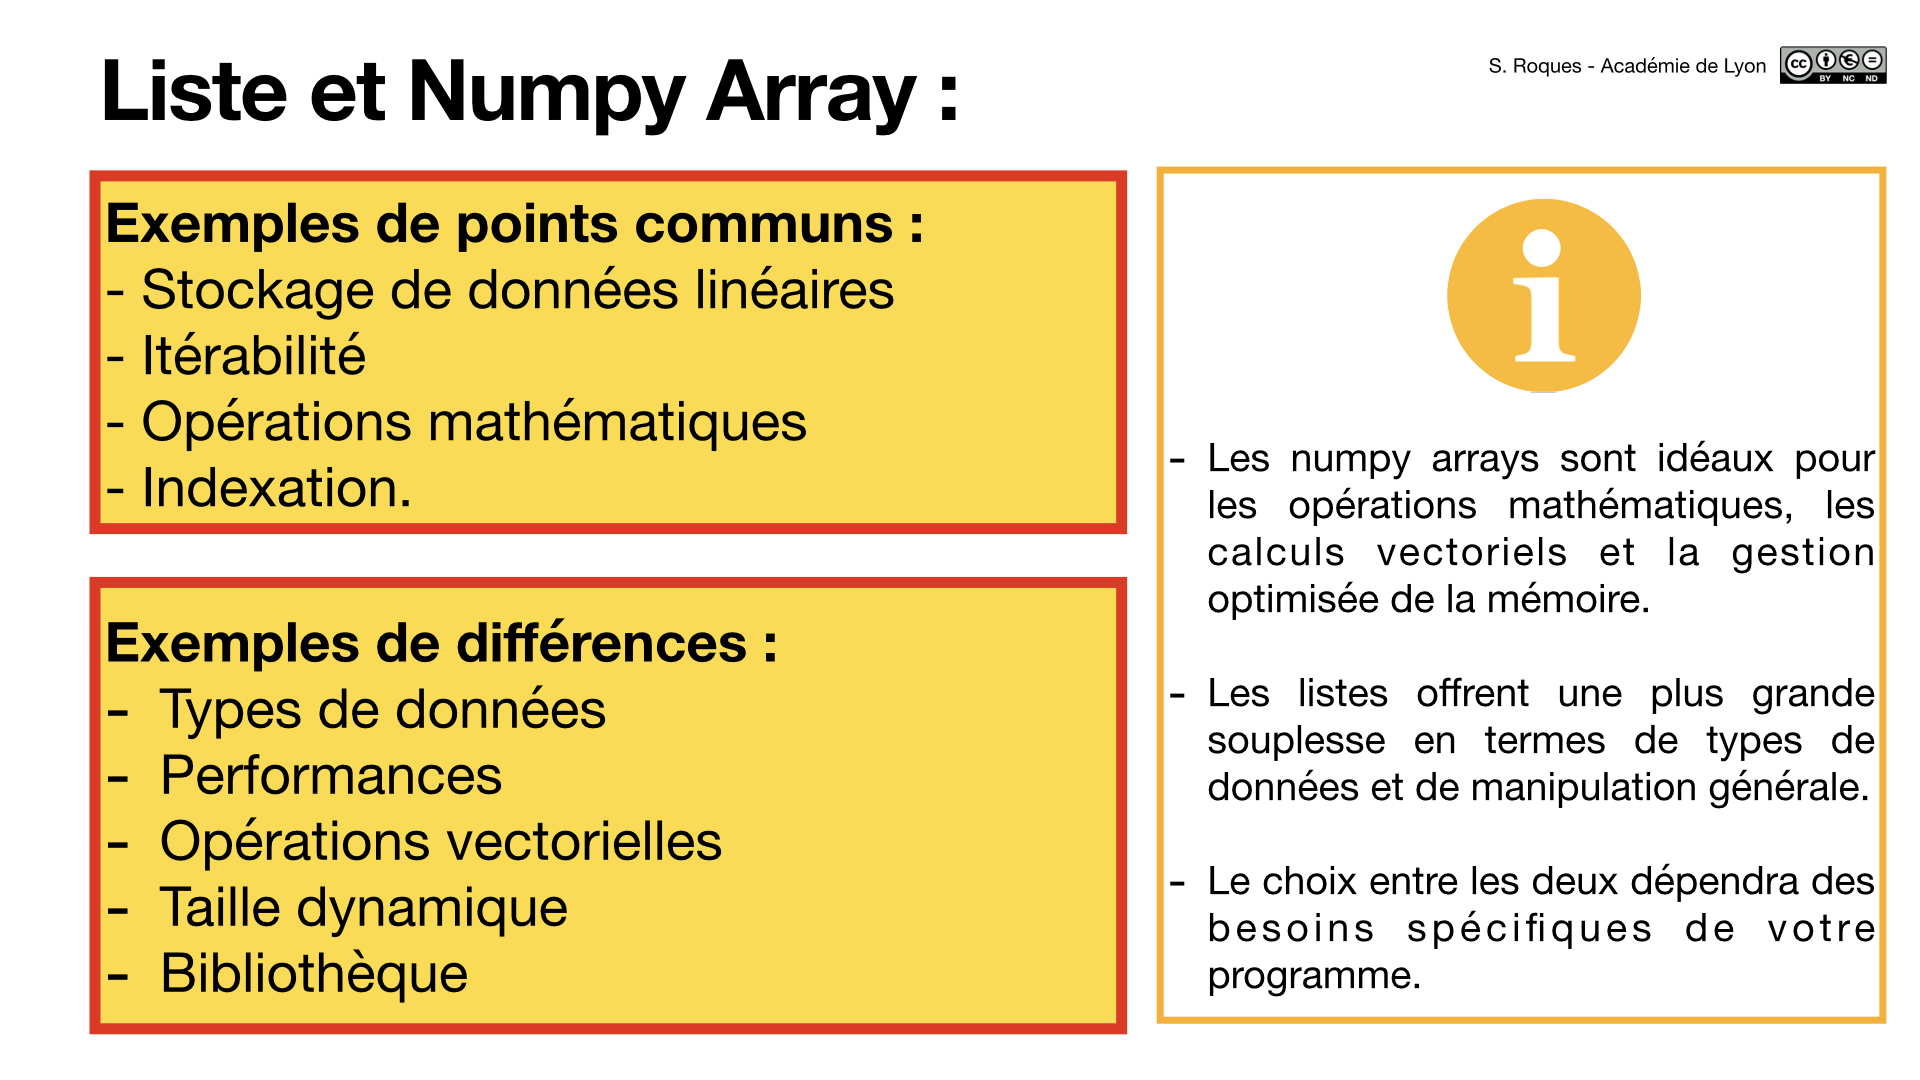 Liste et Numpy Array :
S. Roques - Académie de Lyon
cc
BY NC ND
Exemples de points communs :
- Stockage de données linéaires
- Itérabilité
- Opérations mathématiques
- Indexation.
Exemples de différences :
- Types de données
- Performances
- Opérations vectorielles
- Taille dynamique
- Bibliothèque
i
- Les numpy arrays sont idéaux pour
les opérations mathématiques, les
calculs vectoriels et la gestion
optimisée de la mémoire.
- Les listes offrent une plus grande
souplesse en termes de types de
données et de manipulation générale.
- Le choix entre les deux dépendra des
besoins spécifiques de votre
programme.